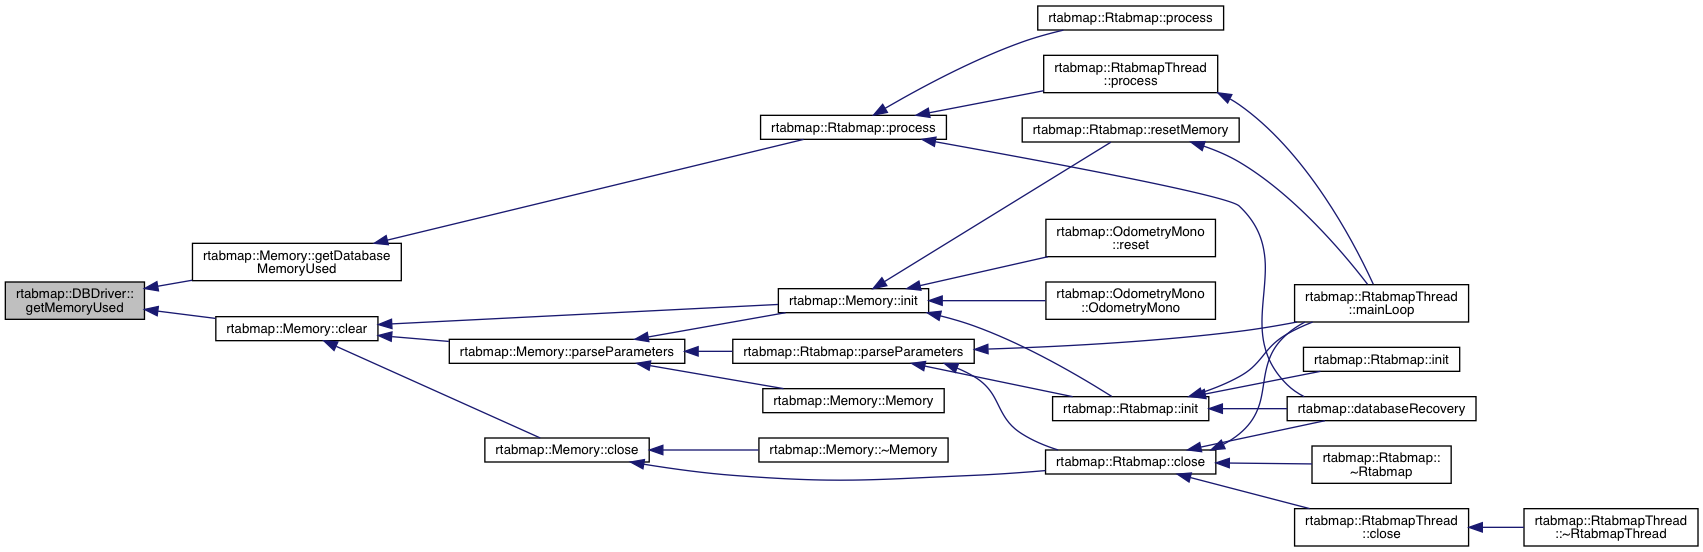 rtabmap::Rtabmap::process
rtabmap::RtabmapThread
::process
rtabmap::Rtabmap::process
rtabmap::Rtabmap::resetMemory
rtabmap::OdometryMono
::reset
rtabmap::Memory::getDatabase
MemoryUsed
rtabmap::DBDriver::
getMemoryUsed
rtabmap::Memory::init
rtabmap::OdometryMono
::OdometryMono
rtabmap::RtabmapThread
::mainLoop
rtabmap::Memory::clear
rtabmap::Memory::parseParameters
rtabmap::Rtabmap::parseParameters
rtabmap::Rtabmap::init
rtabmap::Memory::Memory
rtabmap::Rtabmap::init
rtabmap::databaseRecovery
rtabmap::Memory::close
rtabmap::Memory::~Memory
rtabmap::Rtabmap::close
rtabmap::Rtabmap::
~Rtabmap
rtabmap::RtabmapThread
::close
rtabmap::RtabmapThread
::~RtabmapThread